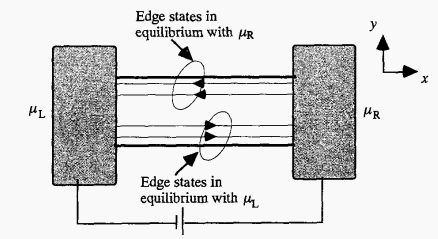 Edge states in
equilibrium with μR
y
x
μL
μR
Edge states in
equilibrium with μL